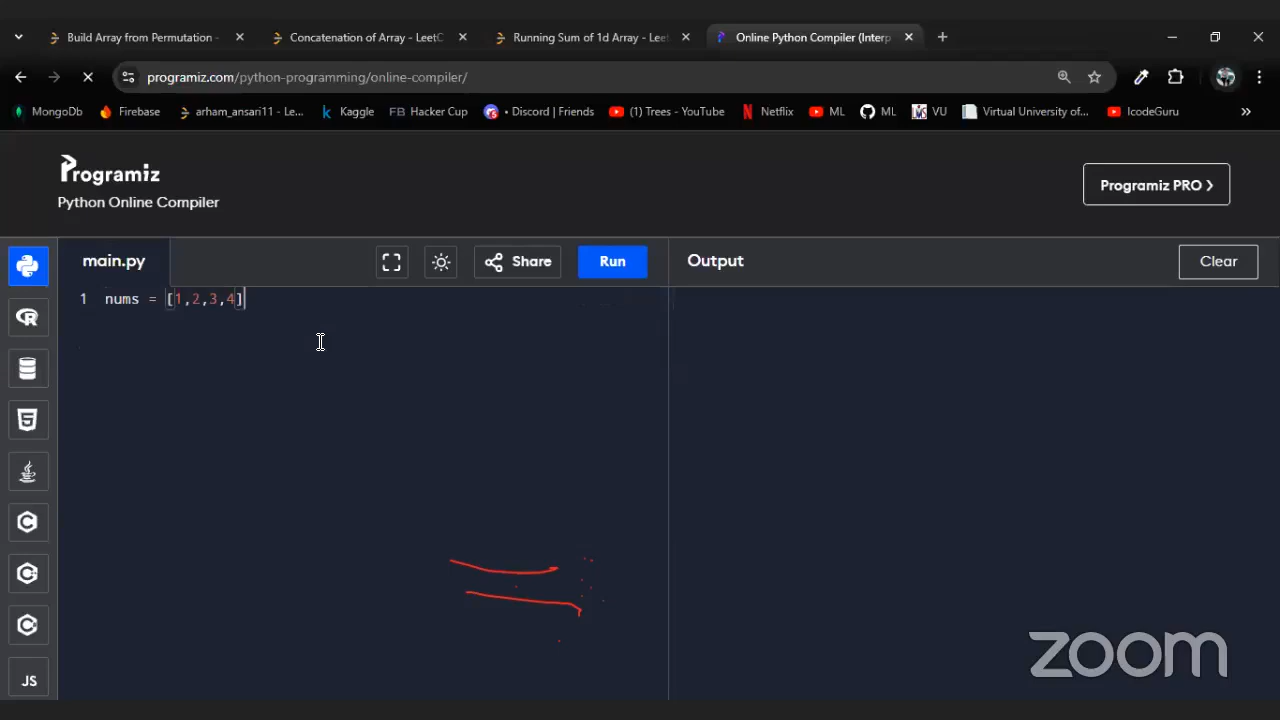 Build Array from Permutation -
Concatenation of Array - LeetC
Running Sum of 1d Array - Leet
Online Python Compiler (Interp
programiz.com/python-programming/online-compiler/
MongoDb
Firebase
arham_ansari11 - Le...
Kaggle
FB Hacker Cup
• Discord | Friends
(1) Trees - YouTube
Netflix
ML
ML
VU
Virtual University of...
IcodeGuru
»
Programiz
Python Online Compiler
Programiz PRO ❯
main.py
Share
Run
Output
Clear
1 nums = [1,2,3,4]
JS
zoom